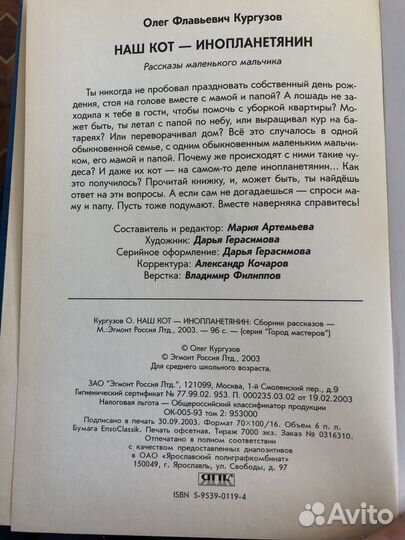 Олег Флавьевич Кургузов
НАШ КОТ — ИНОПЛАНЕТЯНИН
Рассказы маленького мальчика
Ты никогда не пробовал праздновать собственный день рож-
дения, стоя на голове вместе с мамой и папой? А лошадь не за-
ходила к тебе в гости, чтобы помочь с уборкой квартиры? Мо-
жет быть, ты летал с папой по небу, или выращивал кур на ба-
тареях? Или переворачивал дом? Всё это случалось в одной
обыкновенной семье, с одним обыкновенным маленьким мальчи-
ком, его мамой и папой. Почему же происходят с ними такие чу-
деса? И даже их кот — на самом-то деле инопланетянин... Как
это получилось? Прочитай книжку, и, может быть, ты найдёшь
ответ на эти вопросы. А если сам не догадаешься — спроси ма-
му и папу. Пусть тоже подумают. Вместе наверняка справитесь!
Составитель и редактор: Мария Артемьева
Художник: Дарья Герасимова
Серийное оформление: Дарья Герасимова
Корректура: Александр Кочаров
Верстка: Владимир Филиппов
Кургузов О. НАШ КОТ — ИНОПЛАНЕТЯНИН: Сборник рассказов —
М.:Эгмонт Россия Лтд., 2003. — 96 с. — (серия "Город мастеров")
© Олег Кургузов
© Эгмонт Россия Лтд., 2003
Для среднего школьного возраста.
ЗАО "Эгмонт Россия Лтд.", 121099, Москва, 1-й Смоленский пер., д.9
Гигиенический сертификат № 77.99.02. 953. П. 000235.03.02 от 19.02.2003
Налоговая льгота — Общероссийский классификатор продукции
ОК-005-93 том 2: 953000
Подписано в печать 30.09.2003. Формат 70×100/16. Объем 6 п. л.
Бумага EnsoClassik. Печать офсетная. Тираж 7000 экз. Заказ № 0316310.
Отпечатано в полном соответствии
с качеством предоставленных диапозитивов
в ОАО «Ярославский полиграфкомбинат»
150049, г. Ярославль, ул. Свободы, д. 97
ЯПК
ISBN 5-9539-0119-4
Avito